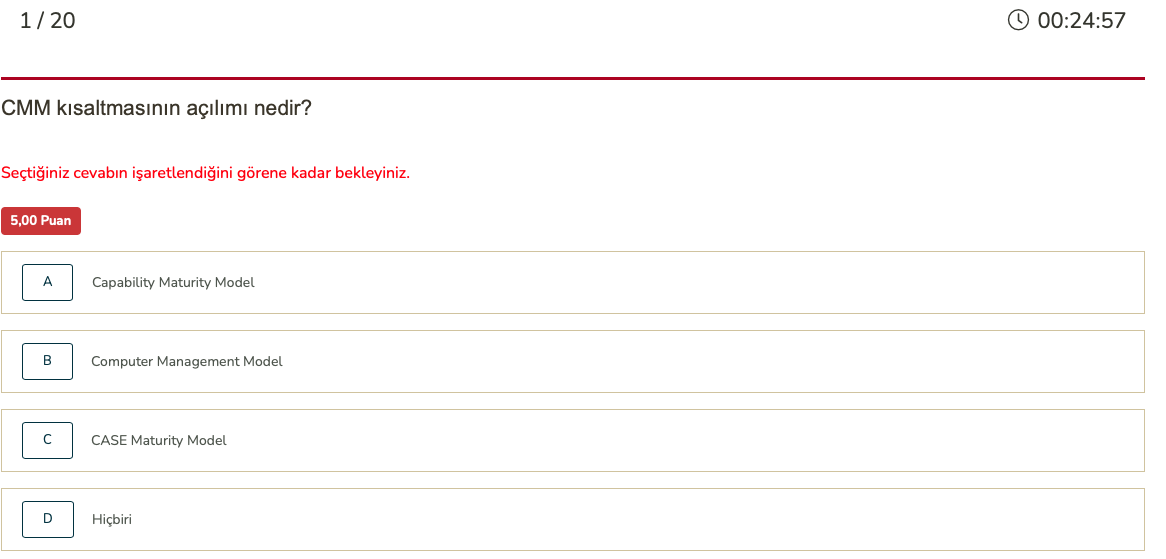 1 / 20
00:24:57
CMM kısaltmasının açılımı nedir?
Seçtiğiniz cevabın işaretlendiğini görene kadar bekleyiniz.
5,00 Puan
A Capability Maturity Model
B Computer Management Model
C CASE Maturity Model
D Hiçbiri